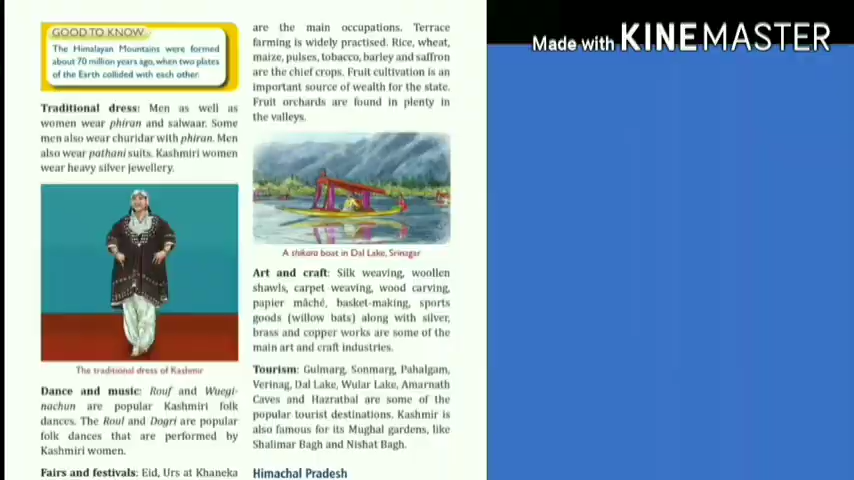 GOOD TO KNOW
The Himalayan Mountains were formed
about 70 million years ago, when two plates
of the Earth collided with each other.
Traditional dress: Men as well as
women wear phiran and salwaar. Some
men also wear churidar with phiran. Men
also wear pathani suits. Kashmiri women
wear heavy silver jewellery.
The traditional dress of Kashmir
Dance and music: Rouf and Wuegi-
nachun are popular Kashmiri folk
dances. The Roul and Dogri are popular
folk dances that are performed by
Kashmiri women.
Fairs and festivals: Eid, Urs at Khaneka
are the main occupations. Terrace
farming is widely practised. Rice, wheat,
maize, pulses, tobacco, barley and saffron
are the chief crops. Fruit cultivation is an
important source of wealth for the state.
Fruit orchards are found in plenty in
the valleys.
A shikara boat in Dal Lake, Srinagar
Art and craft: Silk weaving, woollen
shawls, carpet weaving, wood carving,
papier mâché, basket-making, sports
goods (willow bats) along with silver,
brass and copper works are some of the
main art and craft industries.
Tourism: Gulmarg, Sonmarg, Pahalgam,
Verinag, Dal Lake, Wular Lake, Amarnath
Caves and Hazratbal are some of the
popular tourist destinations. Kashmir is
also famous for its Mughal gardens, like
Shalimar Bagh and Nishat Bagh.
Himachal Pradesh
Made with KINEMASTER